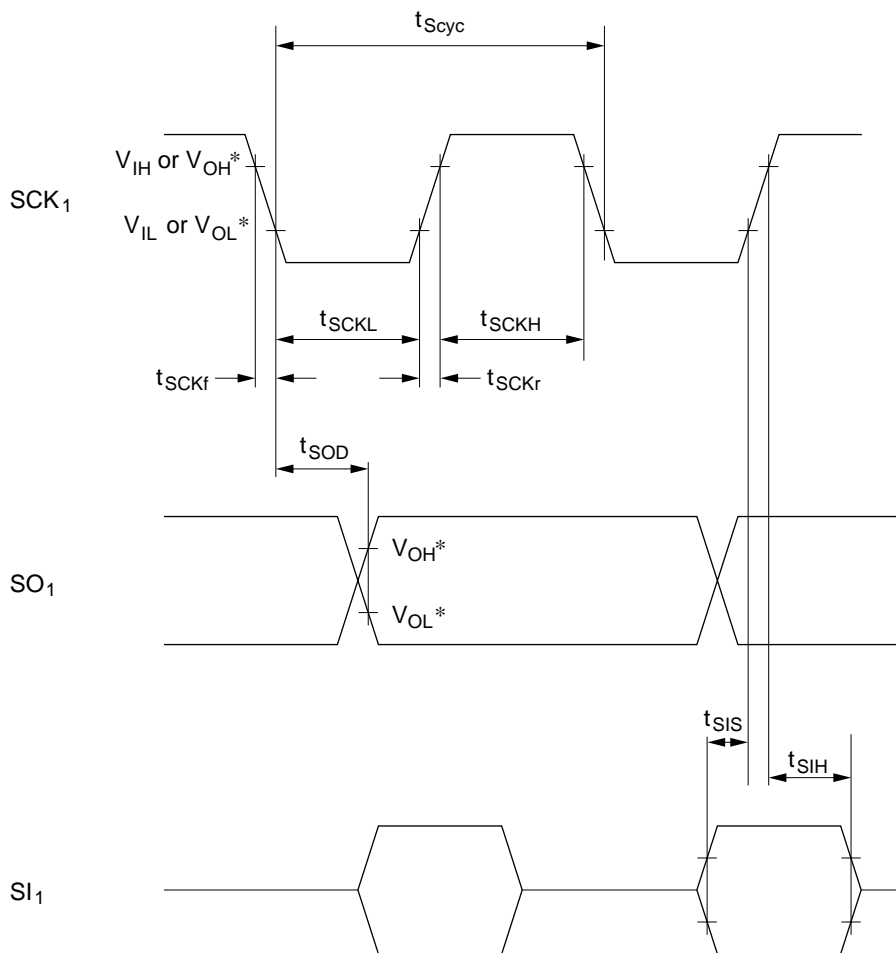 tScyc
VIH or VOH*
SCK1
VIL or VOL*
tSCKL
tSCKH
tSCKf
tSCKr
tSOD
VOH*
SO1
VOL*
tSIS
tSIH
SI1